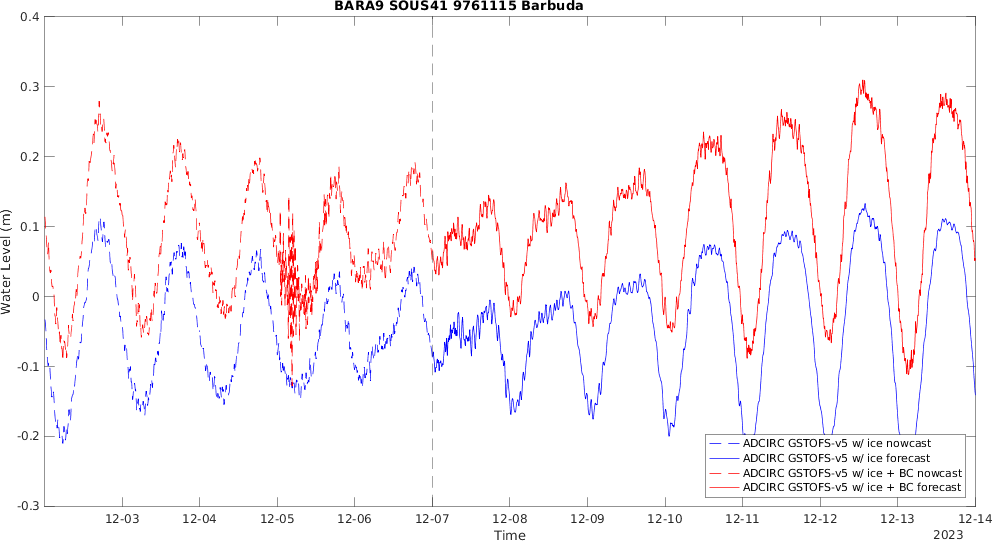 BARA9 SOUS41 9761115 Barbuda
0.4
0.3
0.2
0.1
0
-0.1
-0.2
-0.3
Water Level (m)
ADCIRC GSTOFS-v5 w/ ice nowcast
ADCIRC GSTOFS-v5 w/ ice forecast
ADCIRC GSTOFS-v5 w/ ice + BC nowcast
ADCIRC GSTOFS-v5 w/ ice + BC forecast
12-03 12-04 12-05 12-06 12-07 12-08 12-09 12-10 12-11 12-12 12-13 12-14
Time
2023